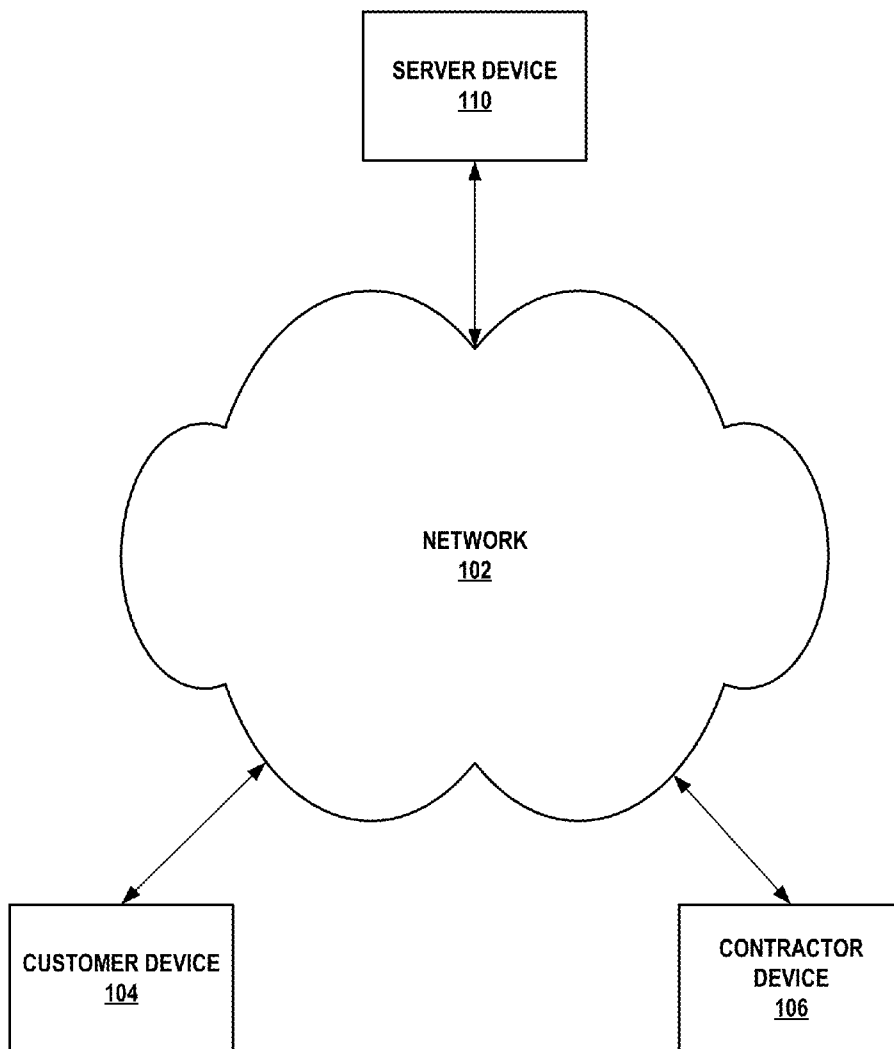 SERVER DEVICE
110
NETWORK
102
CUSTOMER DEVICE
104
CONTRACTOR
DEVICE
106